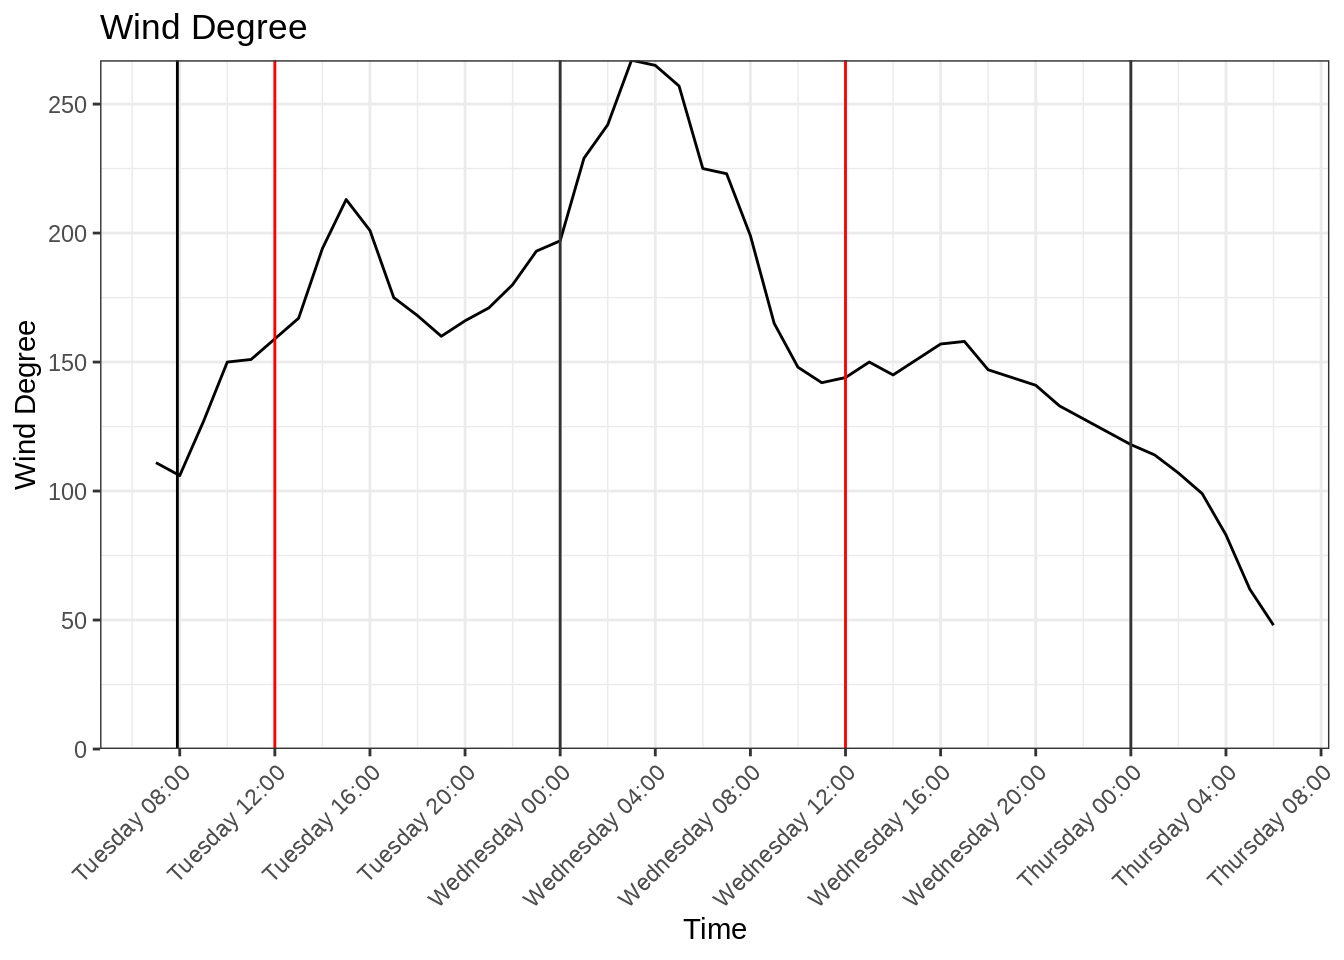 Wind Degree
Wind Degree
250
200
150
100
50
0
Tuesday 08:00
Tuesday 12:00
Tuesday 16:00
Tuesday 20:00
Wednesday 00:00
Wednesday 04:00
Wednesday 08:00
Wednesday 12:00
Wednesday 16:00
Wednesday 20:00
Thursday 00:00
Thursday 04:00
Thursday 08:00
Time